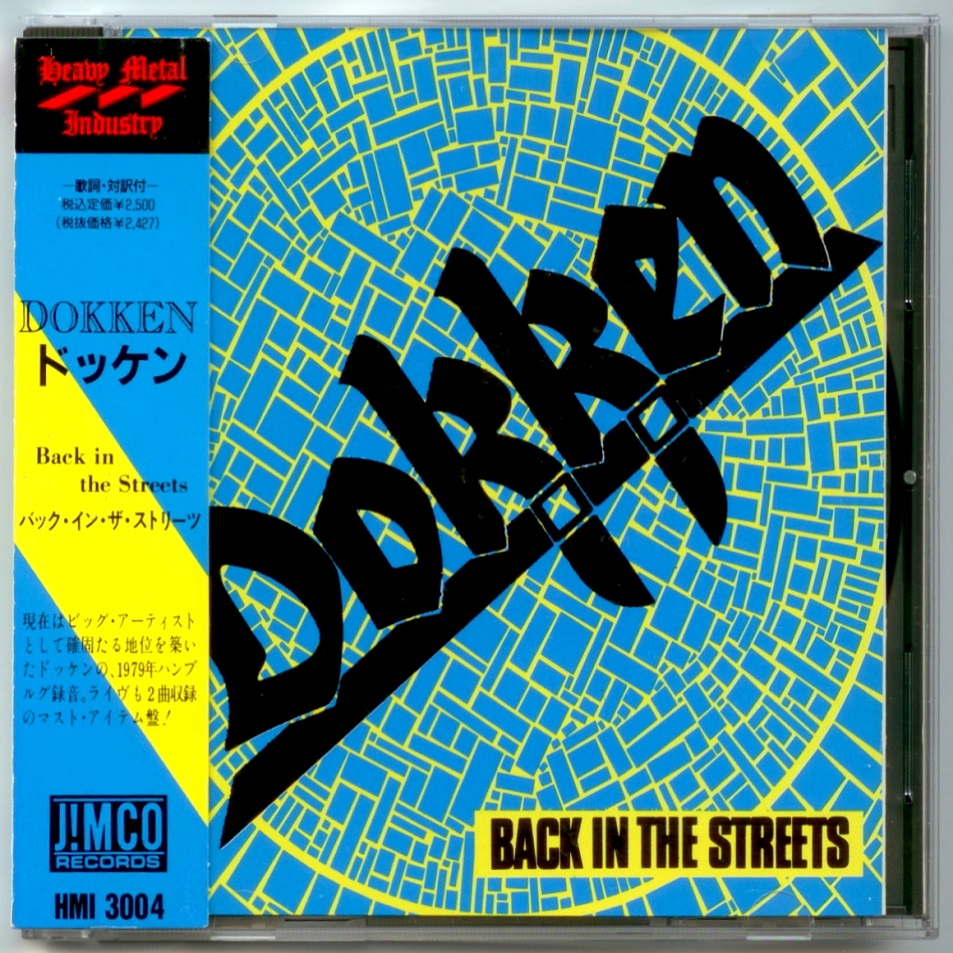 Heavy Metal
Industry
―歌詞・対訳付―
税込定価¥2,500
(税抜価格¥2,427)
DOKKEN
ドッケン
Back in
the Streets
バック・イン・ザ・ストリーツ
現在はビッグ・アーティスト
として確固たる地位を築い
たドッケンの、1979年ハンブ
ルグ録音。ライヴも2曲収録
のマスト・アイテム盤!
J!MCO
RECORDS
HMI 3004
Dokken
BACK IN THE STREETS